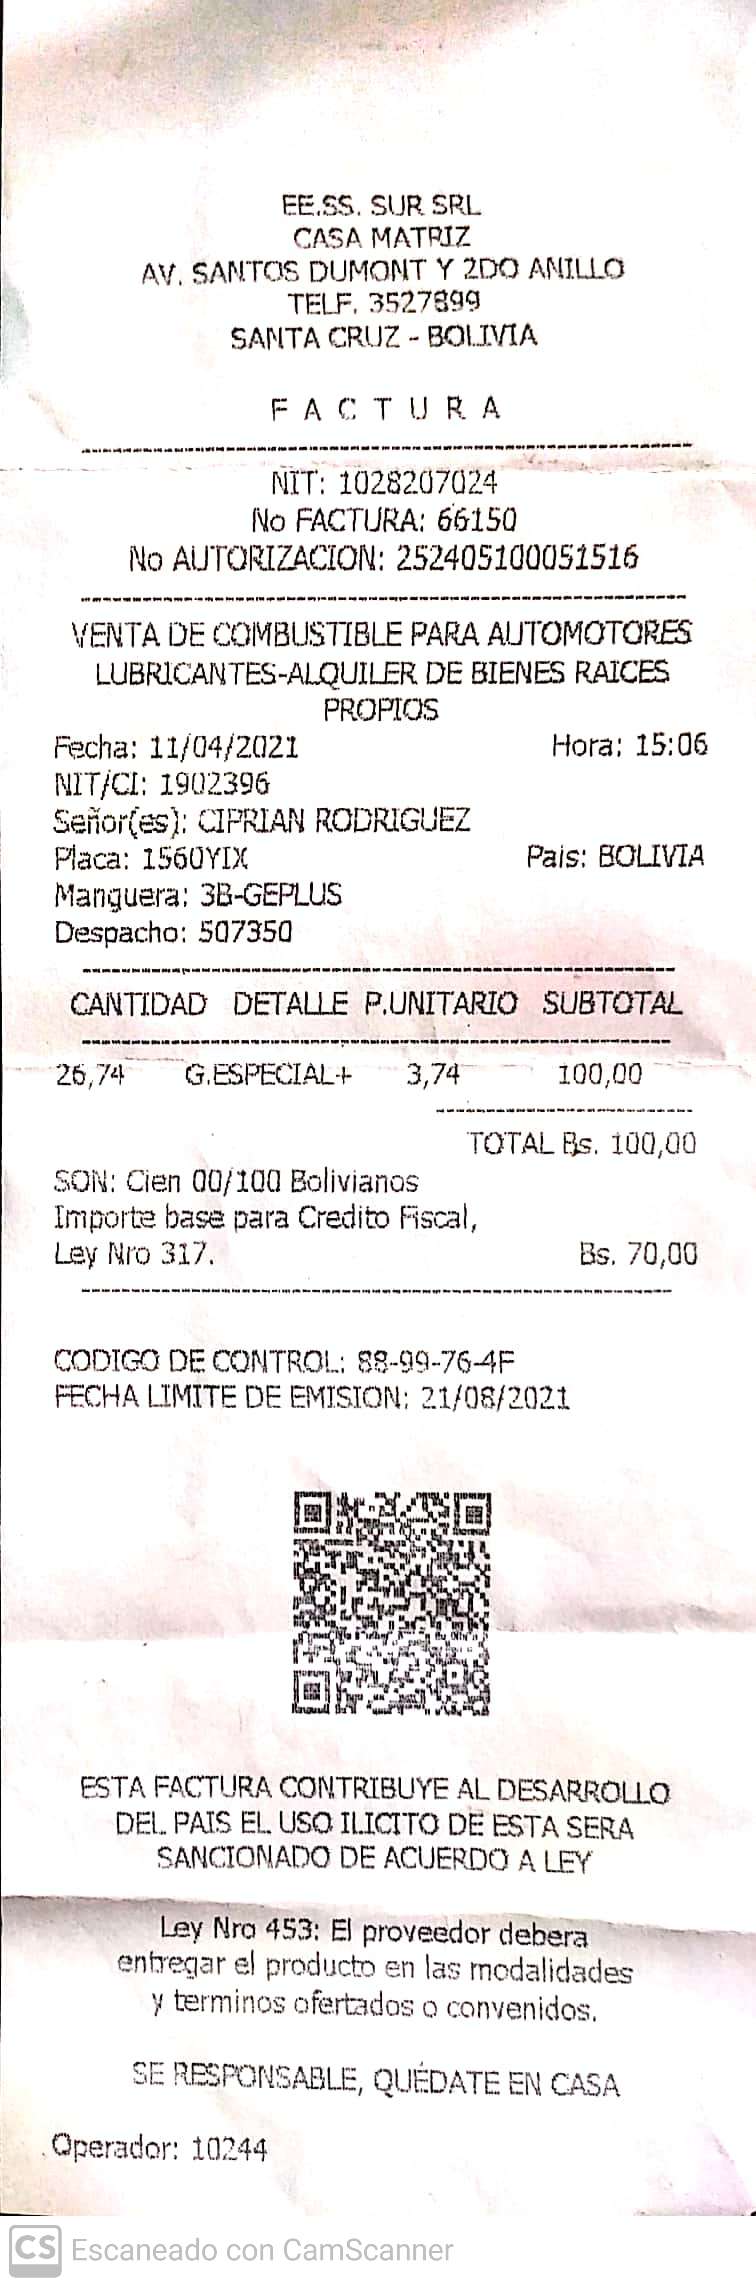 EE.SS. SUR SRL
CASA MATRIZ
AV. SANTOS DUMONT Y 2DO ANILLO
TELF. 3527899
SANTA CRUZ - BOLIVIA
F A C T U R A
NIT: 1028207024
No FACTURA: 66150
No AUTORIZACION: 252405100051516
VENTA DE COMBUSTIBLE PARA AUTOMOTORES
LUBRICANTES-ALQUILER DE BIENES RAICES
PROPIOS
Fecha: 11/04/2021 Hora: 15:06
NIT/CI: 1902396
Señor(es): CIPRIAN RODRIGUEZ
Placa: 1560YIX Pais: BOLIVIA
Manguera: 3B-GEPLUS
Despacho: 507350
CANTIDAD DETALLE P.UNITARIO SUBTOTAL
26,74 G.ESPECIAL+ 3,74 100,00
TOTAL Bs. 100,00
SON: Cien 00/100 Bolivianos
Importe base para Credito Fiscal,
Ley Nro 317. Bs. 70,00
CODIGO DE CONTROL: 88-99-76-4F
FECHA LIMITE DE EMISION: 21/08/2021
ESTA FACTURA CONTRIBUYE AL DESARROLLO
DEL PAIS EL USO ILICITO DE ESTA SERA
SANCIONADO DE ACUERDO A LEY
Ley Nro 453: El proveedor debera
entregar el producto en las modalidades
y terminos ofertados o convenidos.
SE RESPONSABLE, QUÉDATE EN CASA
Operador: 10244
CS Escaneado con CamScanner